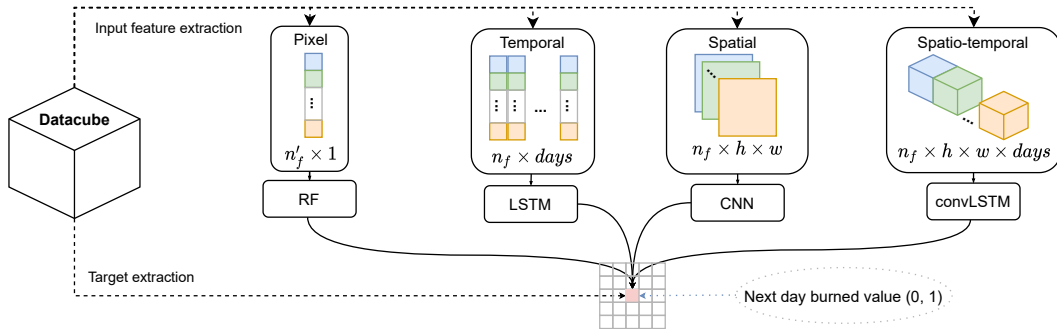 Input feature extraction
Pixel
Temporal
Spatial
Spatio-temporal
Datacube
⋮
⋮ ⋮ ... ⋮
...
...
n'_f × 1
n_f × days
n_f × h × w
n_f × h × w × days
RF
LSTM
CNN
convLSTM
Target extraction
Next day burned value (0, 1)